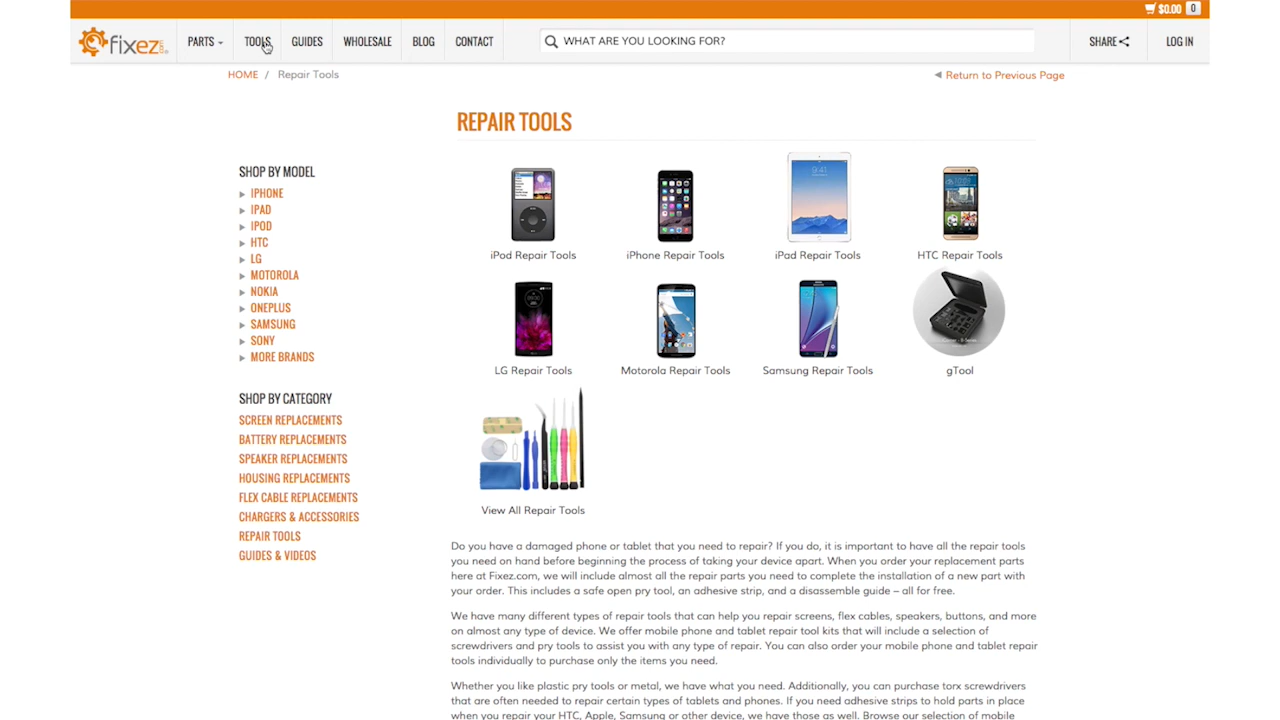 $0.00 0
fixez.com PARTS TOOLS GUIDES WHOLESALE BLOG CONTACT WHAT ARE YOU LOOKING FOR? SHARE LOG IN
HOME / Repair Tools Return to Previous Page
REPAIR TOOLS
SHOP BY MODEL
IPHONE
IPAD
IPOD
HTC
LG
MOTOROLA
NOKIA
ONEPLUS
SAMSUNG
SONY
MORE BRANDS
SHOP BY CATEGORY
SCREEN REPLACEMENTS
BATTERY REPLACEMENTS
SPEAKER REPLACEMENTS
HOUSING REPLACEMENTS
FLEX CABLE REPLACEMENTS
CHARGERS & ACCESSORIES
REPAIR TOOLS
GUIDES & VIDEOS
9:41
iPod Repair Tools iPhone Repair Tools iPad Repair Tools HTC Repair Tools
LG Repair Tools Motorola Repair Tools Samsung Repair Tools gTool
View All Repair Tools
Do you have a damaged phone or tablet that you need to repair? If you do, it is important to have all the repair tools
you need on hand before beginning the process of taking your device apart. When you order your replacement parts
here at Fixez.com, we will include almost all the repair parts you need to complete the installation of a new part with
your order. This includes a safe open pry tool, an adhesive strip, and a disassemble guide – all for free.
We have many different types of repair tools that can help you repair screens, flex cables, speakers, buttons, and more
on almost any type of device. We offer mobile phone and tablet repair tool kits that will include a selection of
screwdrivers and pry tools to assist you with any type of repair. You can also order your mobile phone and tablet repair
tools individually to purchase only the items you need.
Whether you like plastic pry tools or metal, we have what you need. Additionally, you can purchase torx screwdrivers
that are often needed to repair certain types of tablets and phones. If you need adhesive strips to hold parts in place
when you repair your HTC, Apple, Samsung or other device, we have those as well. Browse our selection of mobile